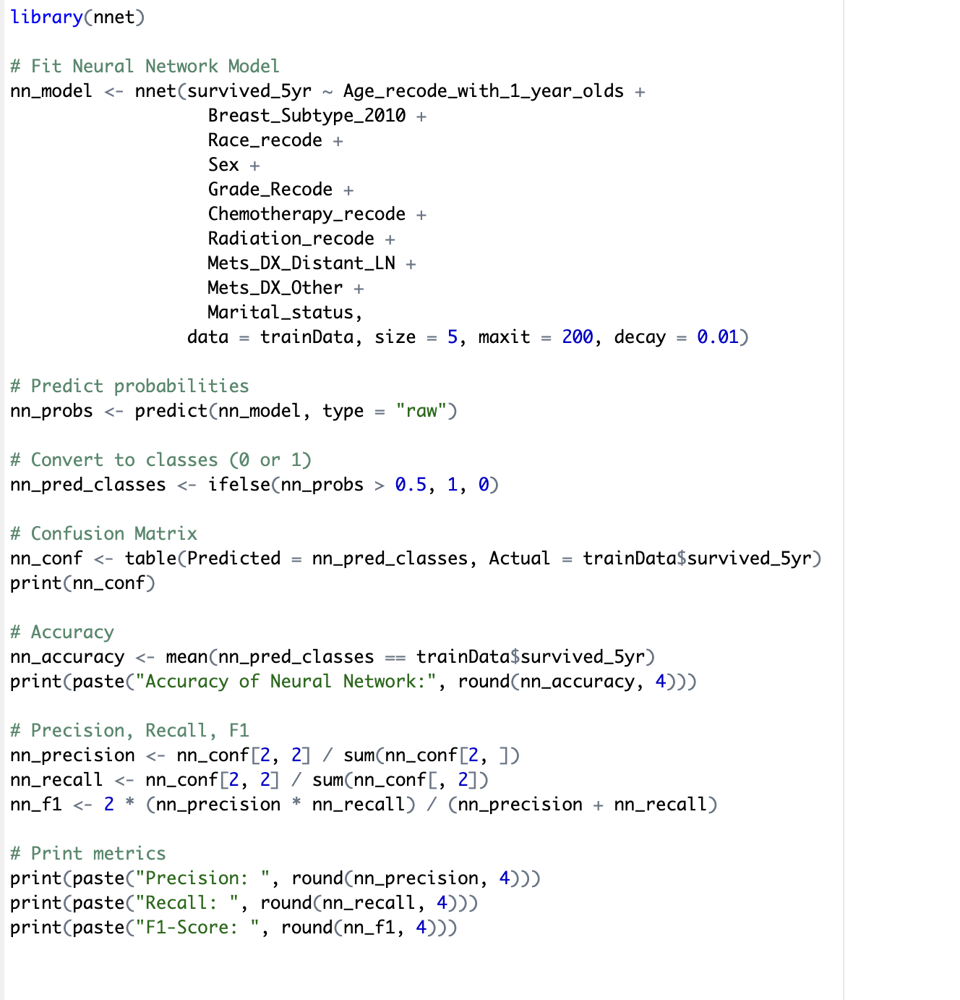 library(nnet)

# Fit Neural Network Model
nn_model <- nnet(survived_5yr ~ Age_recode_with_1_year_olds +
                   Breast_Subtype_2010 +
                   Race_recode +
                   Sex +
                   Grade_Recode +
                   Chemotherapy_recode +
                   Radiation_recode +
                   Mets_DX_Distant_LN +
                   Mets_DX_Other +
                   Marital_status,
                 data = trainData, size = 5, maxit = 200, decay = 0.01)

# Predict probabilities
nn_probs <- predict(nn_model, type = "raw")

# Convert to classes (0 or 1)
nn_pred_classes <- ifelse(nn_probs > 0.5, 1, 0)

# Confusion Matrix
nn_conf <- table(Predicted = nn_pred_classes, Actual = trainData$survived_5yr)
print(nn_conf)

# Accuracy
nn_accuracy <- mean(nn_pred_classes == trainData$survived_5yr)
print(paste("Accuracy of Neural Network:", round(nn_accuracy, 4)))

# Precision, Recall, F1
nn_precision <- nn_conf[2, 2] / sum(nn_conf[2, ])
nn_recall <- nn_conf[2, 2] / sum(nn_conf[, 2])
nn_f1 <- 2 * (nn_precision * nn_recall) / (nn_precision + nn_recall)

# Print metrics
print(paste("Precision: ", round(nn_precision, 4)))
print(paste("Recall: ", round(nn_recall, 4)))
print(paste("F1-Score: ", round(nn_f1, 4)))